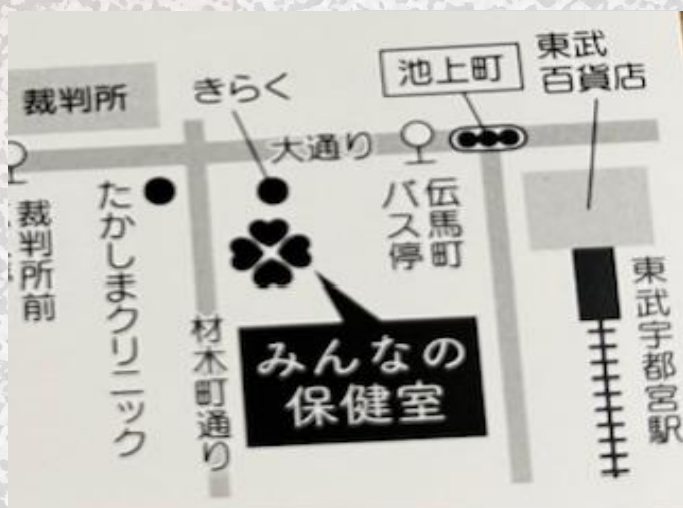 裁判所
きらく
池上町
東武
百貨店
大通り
裁判所前
たかしまクリニック
材木町通り
伝馬町
バス停
みんなの
保健室
東武宇都宮駅